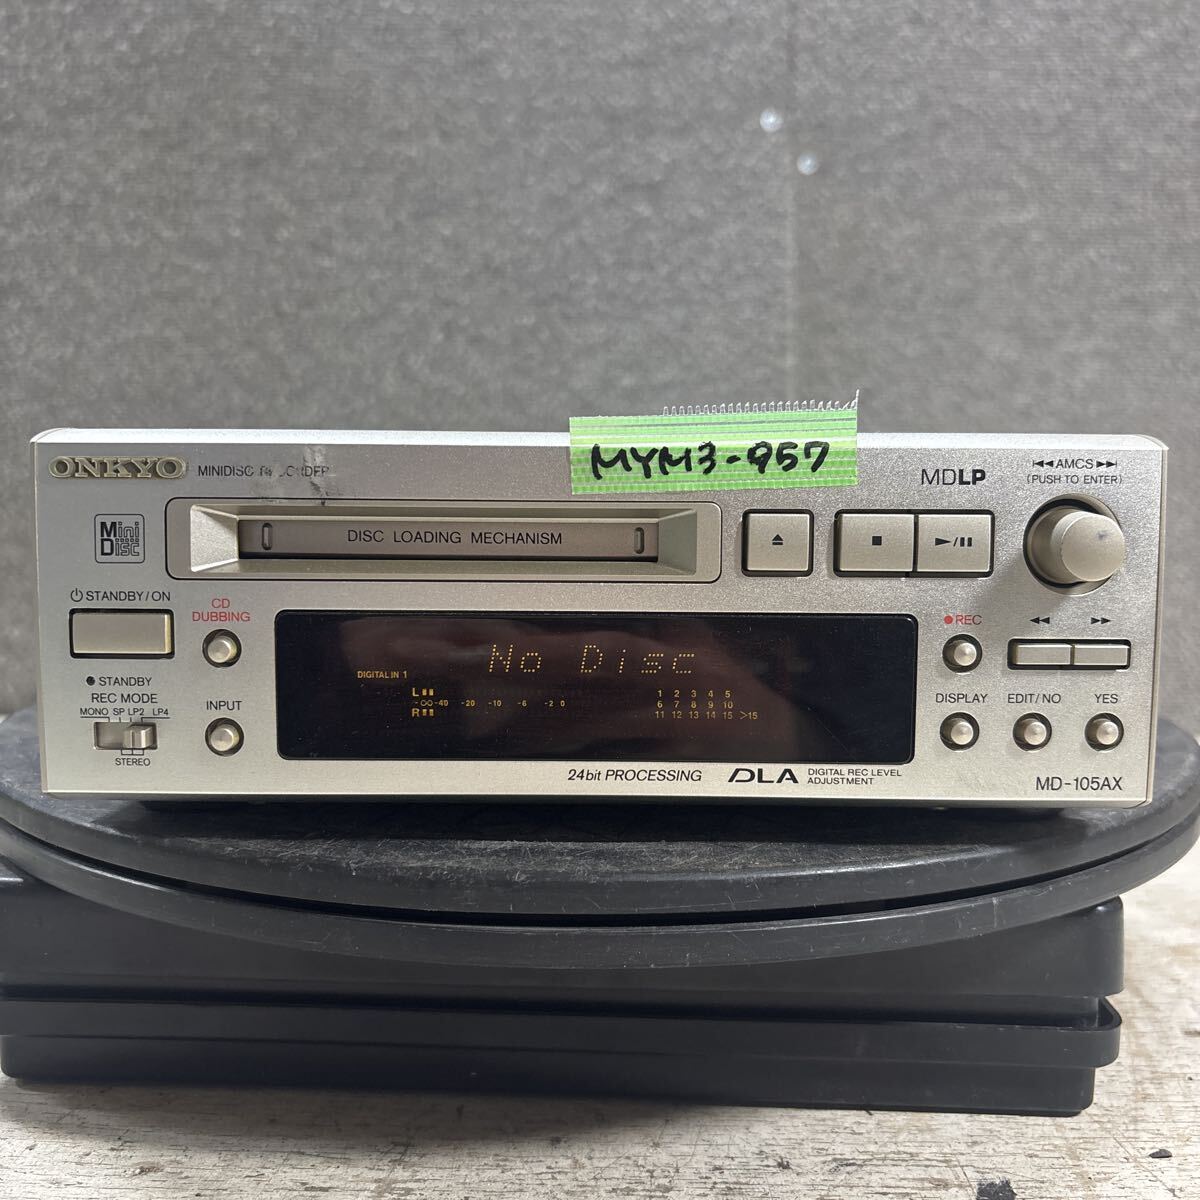 MYM3-957
ONKYO
MINIDISC RECORDER
MDLP
⏮AMCS⏭
(PUSH TO ENTER)
Mini
Disc
DISC LOADING MECHANISM
⏏
■
►/II
⏻ STANDBY/ON
CD
DUBBING
●REC
◄◄
►►
No Disc
DIGITAL IN 1
L
-∞-40 -20 -10 -6 -2 0
R
1 2 3 4 5
6 7 8 9 10
11 12 13 14 15 >15
STANDBY
REC MODE
MONO SP LP2 LP4
STEREO
INPUT
DISPLAY
EDIT/NO
YES
24bit PROCESSING
DLA
DIGITAL REC LEVEL
ADJUSTMENT
MD-105AX